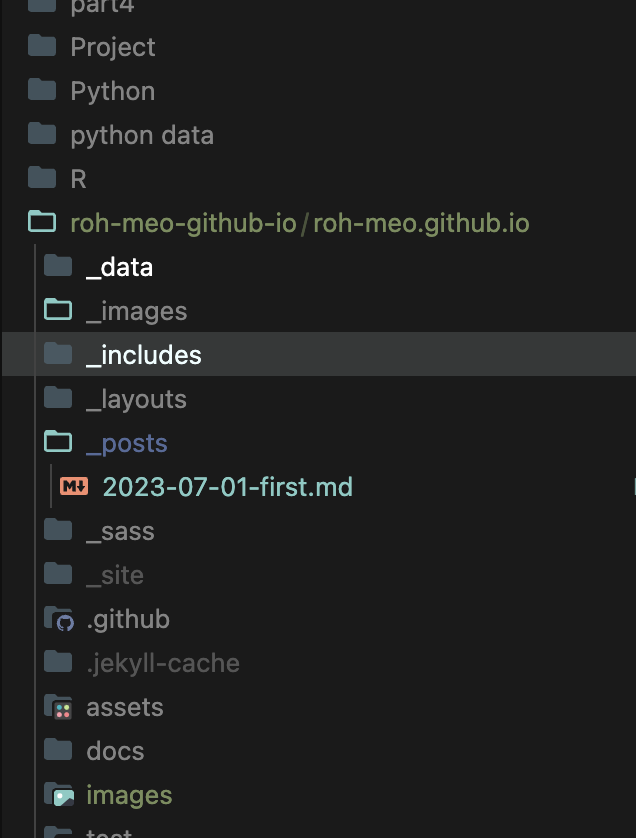 part4
Project
Python
python data
R
roh-meo-github-io/roh-meo.github.io
_data
_images
_includes
_layouts
_posts
M↓ 2023-07-01-first.md
_sass
_site
.github
.jekyll-cache
assets
docs
images